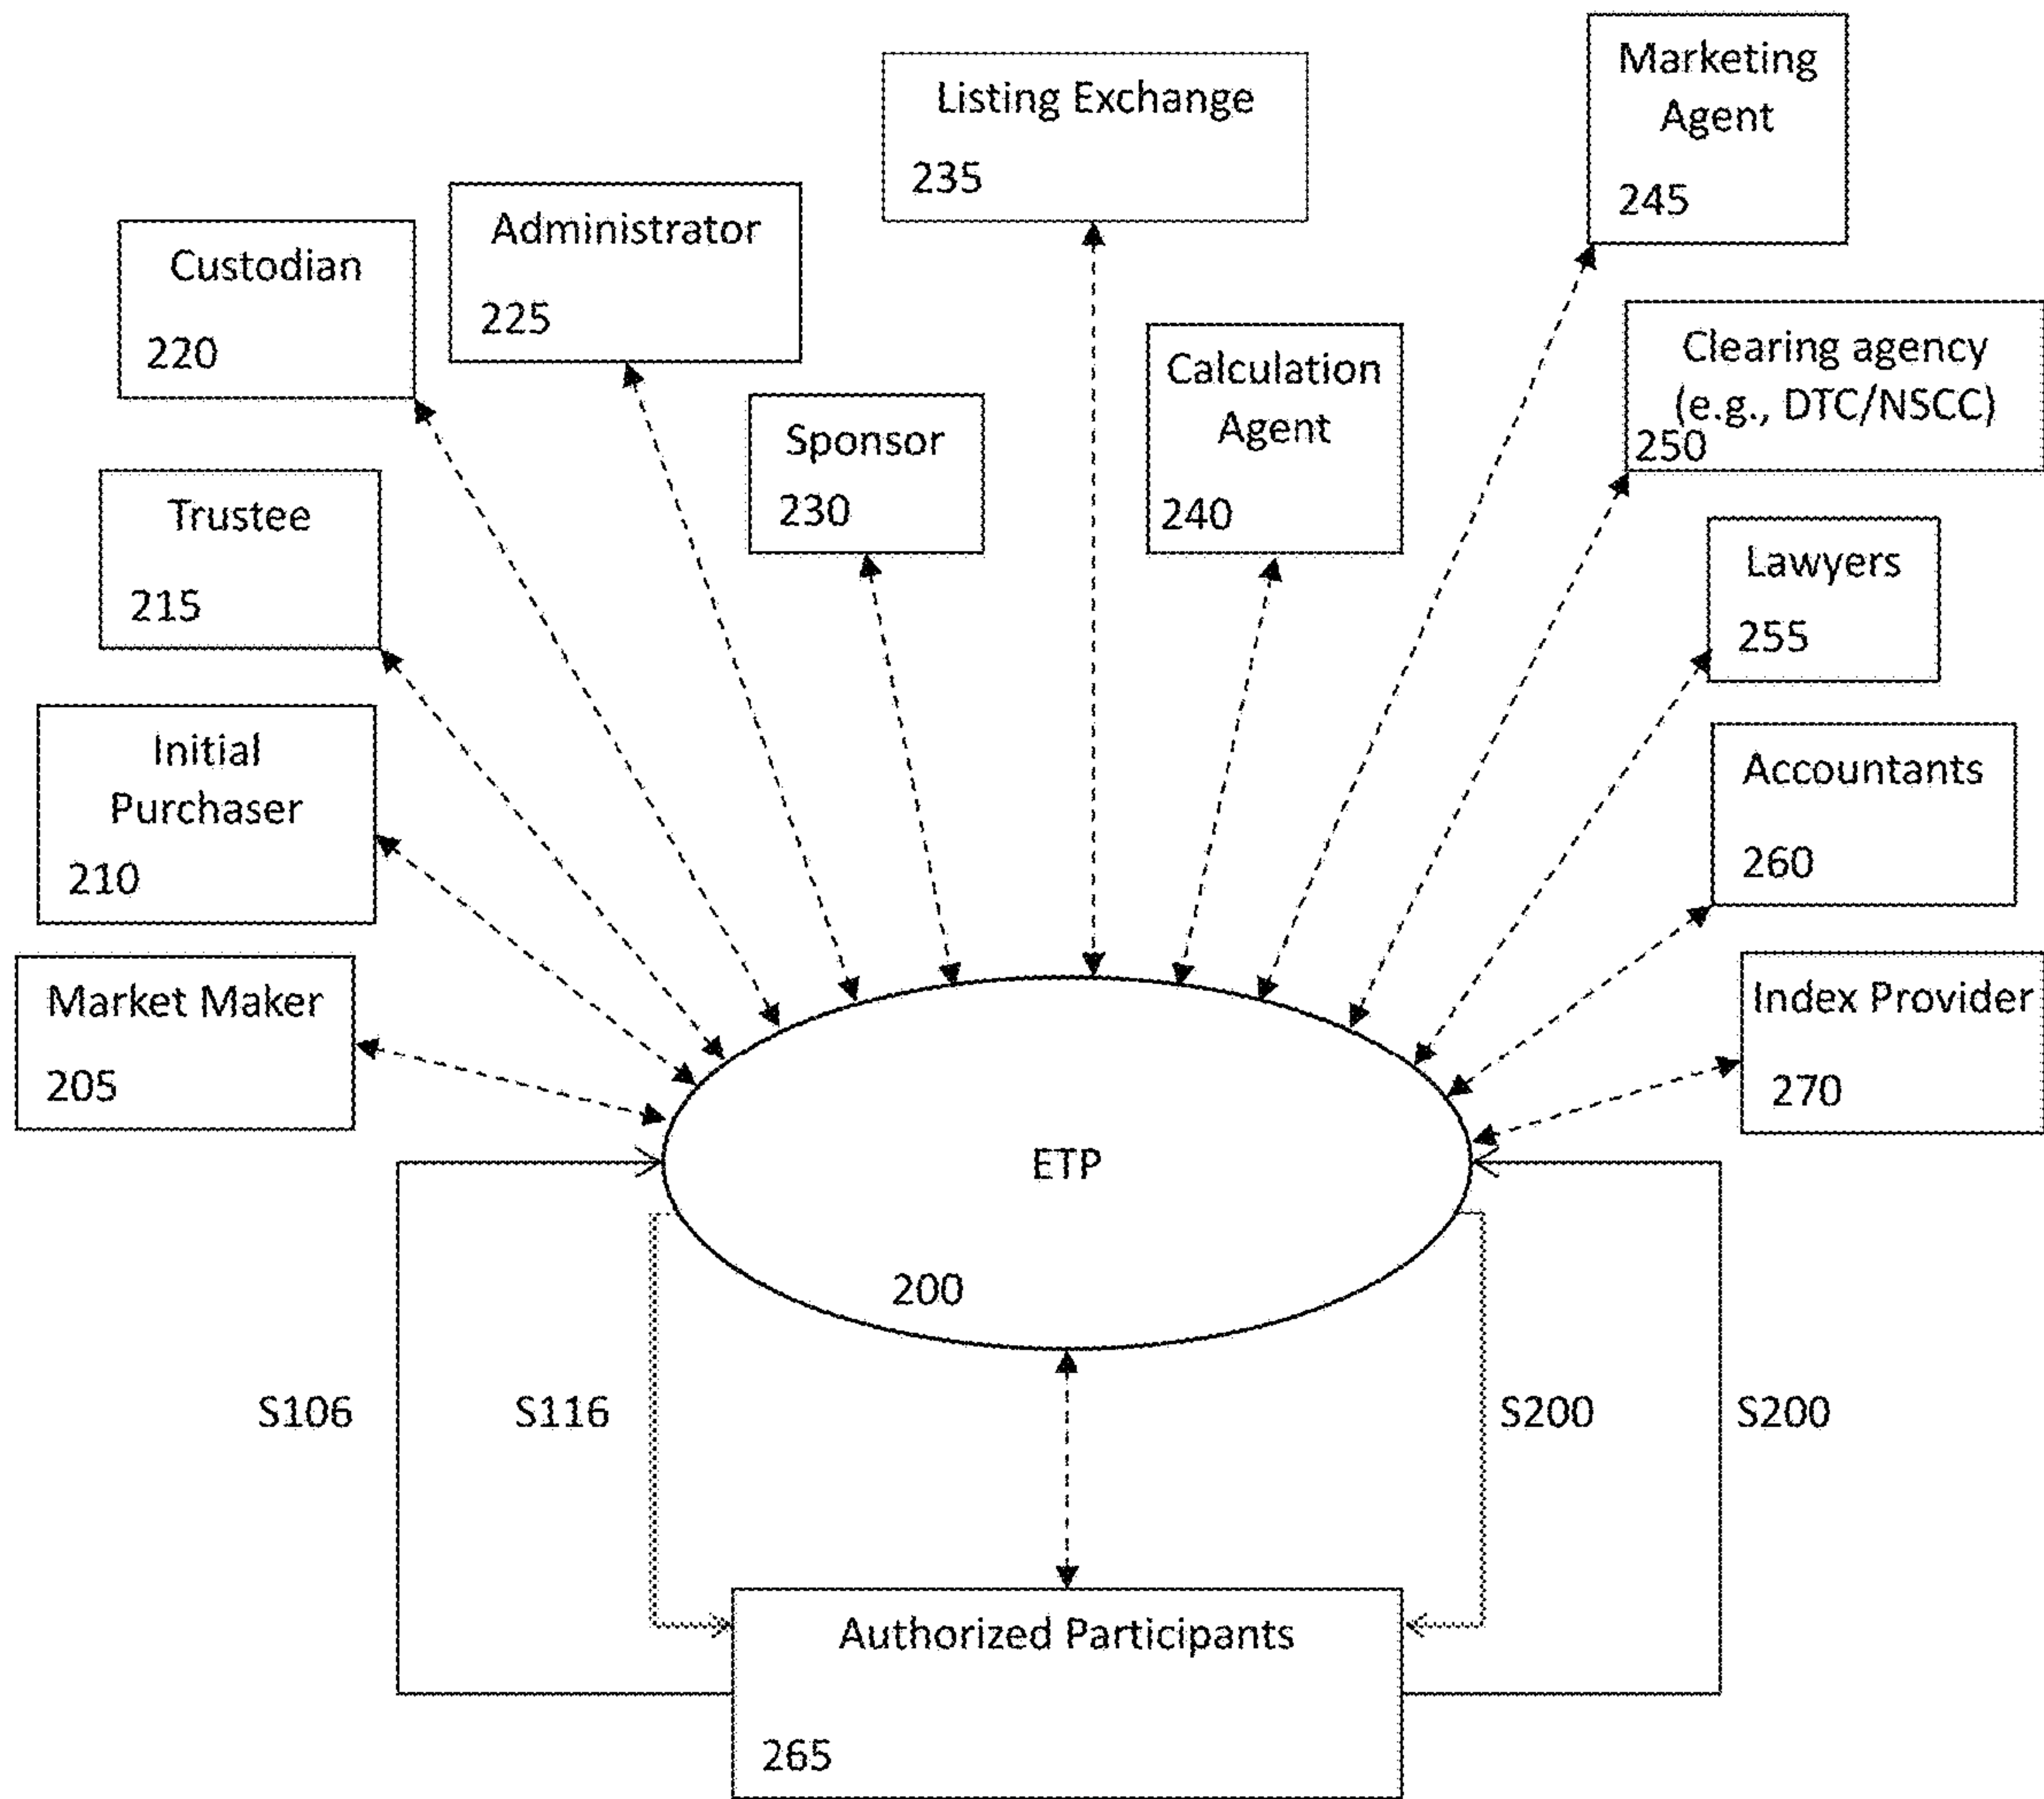 Marketing
Agent
245
Listing Exchange
235
Administrator
225
Custodian
220
Calculation
Agent
240
Clearing agency
(e.g., DTC/NSCC)
250
Sponsor
230
Trustee
215
Lawyers
255
Initial
Purchaser
210
Accountants
260
Market Maker
205
Index Provider
270
ETP
200
S106
S116
S200
S200
Authorized Participants
265